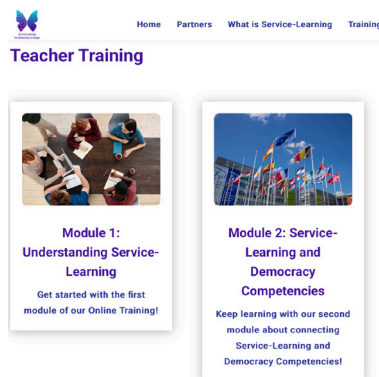 Home Partners What is Service-Learning Training
Teacher Training
Module 1:
Understanding Service-
Learning
Get started with the first
module of our Online Training!
Module 2: Service-
Learning and
Democracy
Competencies
Keep learning with our second
module about connecting
Service-Learning and
Democracy Competencies!